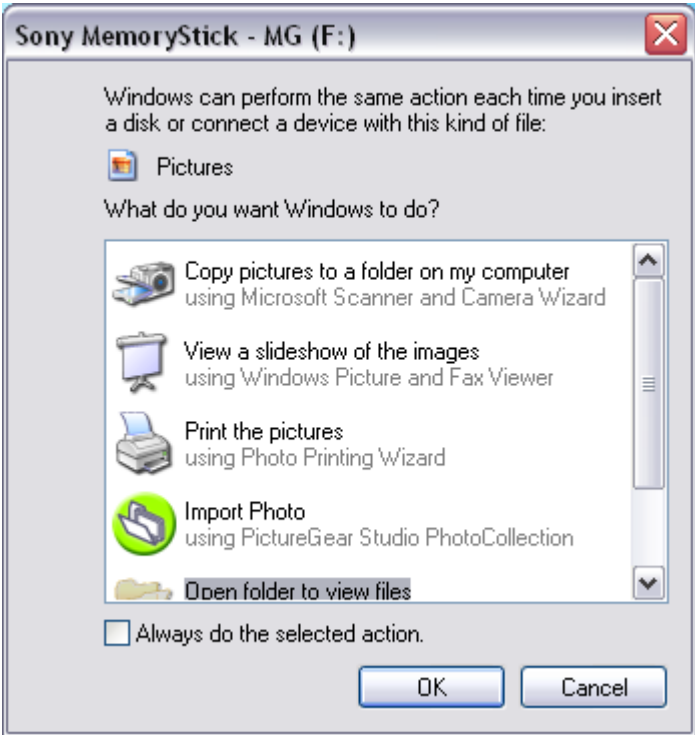 Sony MemoryStick - MG (F:)
Windows can perform the same action each time you insert
a disk or connect a device with this kind of file:
Pictures
What do you want Windows to do?
Copy pictures to a folder on my computer
using Microsoft Scanner and Camera Wizard
View a slideshow of the images
using Windows Picture and Fax Viewer
Print the pictures
using Photo Printing Wizard
Import Photo
using PictureGear Studio PhotoCollection
Open folder to view files
Always do the selected action.
OK Cancel